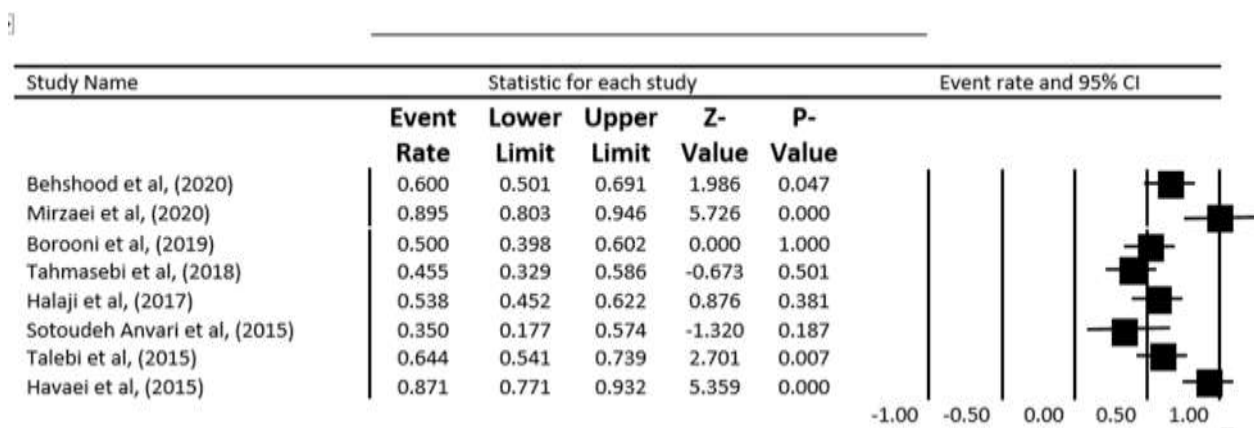 Study Name Statistic for each study Event rate and 95% CI
Event Lower Upper Z- P-
Rate Limit Limit Value Value
Behshood et al, (2020) 0.600 0.501 0.691 1.986 0.047
Mirzaei et al, (2020) 0.895 0.803 0.946 5.726 0.000
Borooni et al, (2019) 0.500 0.398 0.602 0.000 1.000
Tahmasebi et al, (2018) 0.455 0.329 0.586 -0.673 0.501
Halaji et al, (2017) 0.538 0.452 0.622 0.876 0.381
Sotoudeh Anvari et al, (2015) 0.350 0.177 0.574 -1.320 0.187
Talebi et al, (2015) 0.644 0.541 0.739 2.701 0.007
Havaei et al, (2015) 0.871 0.771 0.932 5.359 0.000
-1.00 -0.50 0.00 0.50 1.00